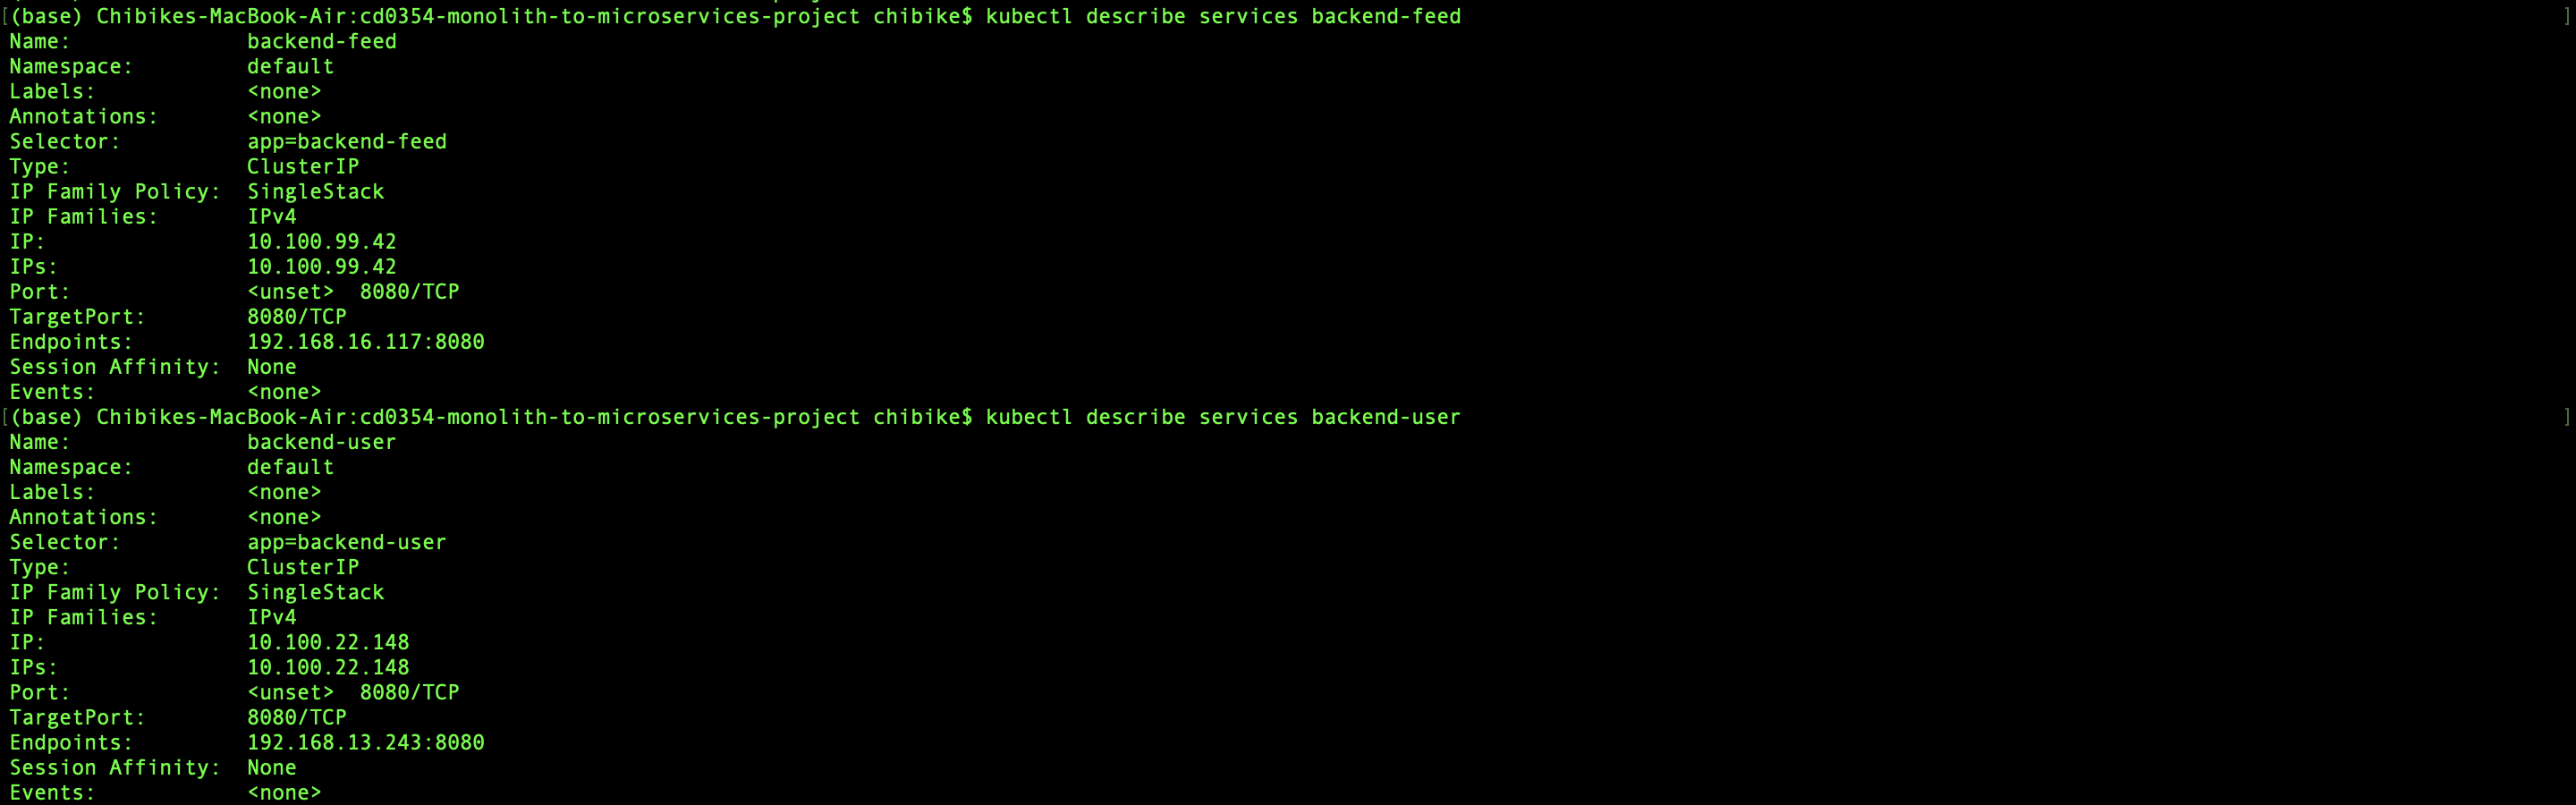 [(base) Chibikes-MacBook-Air:cd0354-monolith-to-microservices-project chibike$ kubectl describe services backend-feed ]
Name:              backend-feed
Namespace:         default
Labels:            <none>
Annotations:       <none>
Selector:          app=backend-feed
Type:              ClusterIP
IP Family Policy:  SingleStack
IP Families:       IPv4
IP:                10.100.99.42
IPs:               10.100.99.42
Port:              <unset>  8080/TCP
TargetPort:        8080/TCP
Endpoints:         192.168.16.117:8080
Session Affinity:  None
Events:            <none>
[(base) Chibikes-MacBook-Air:cd0354-monolith-to-microservices-project chibike$ kubectl describe services backend-user ]
Name:              backend-user
Namespace:         default
Labels:            <none>
Annotations:       <none>
Selector:          app=backend-user
Type:              ClusterIP
IP Family Policy:  SingleStack
IP Families:       IPv4
IP:                10.100.22.148
IPs:               10.100.22.148
Port:              <unset>  8080/TCP
TargetPort:        8080/TCP
Endpoints:         192.168.13.243:8080
Session Affinity:  None
Events:            <none>